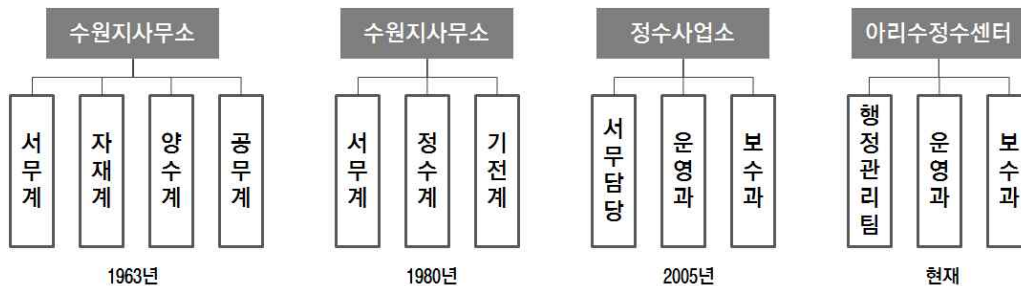 수원지사무소
서무계
자재계
양수계
공무계
1963년
수원지사무소
서무계
정수계
기전계
1980년
정수사업소
서무담당
운영과
보수과
2005년
아리수정수센터
행정관리팀
운영과
보수과
현재